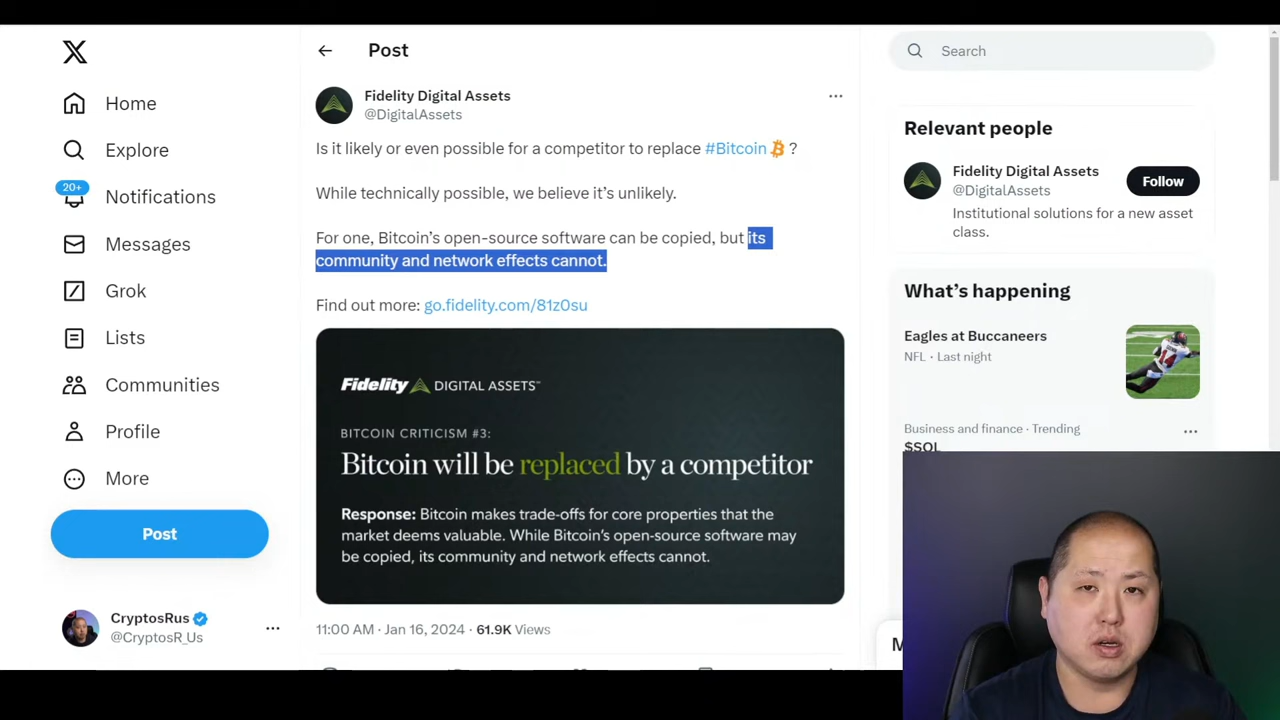 Home
Explore
20+
Notifications
Messages
Grok
Lists
Communities
Profile
More
Post
CryptosRus
@CryptosR_Us
Post
Fidelity Digital Assets
@DigitalAssets
Is it likely or even possible for a competitor to replace #Bitcoin ?
While technically possible, we believe it’s unlikely.
For one, Bitcoin’s open-source software can be copied, but its
community and network effects cannot.
Find out more: go.fidelity.com/81z0su
Fidelity DIGITAL ASSETS℠
BITCOIN CRITICISM #3:
Bitcoin will be replaced by a competitor
Response: Bitcoin makes trade-offs for core properties that the
market deems valuable. While Bitcoin’s open-source software may
be copied, its community and network effects cannot.
11:00 AM · Jan 16, 2024 · 61.9K Views
Search
Relevant people
Fidelity Digital Assets
@DigitalAssets
Follow
Institutional solutions for a new asset
class.
What’s happening
Eagles at Buccaneers
NFL · Last night
Business and finance · Trending
$SOL